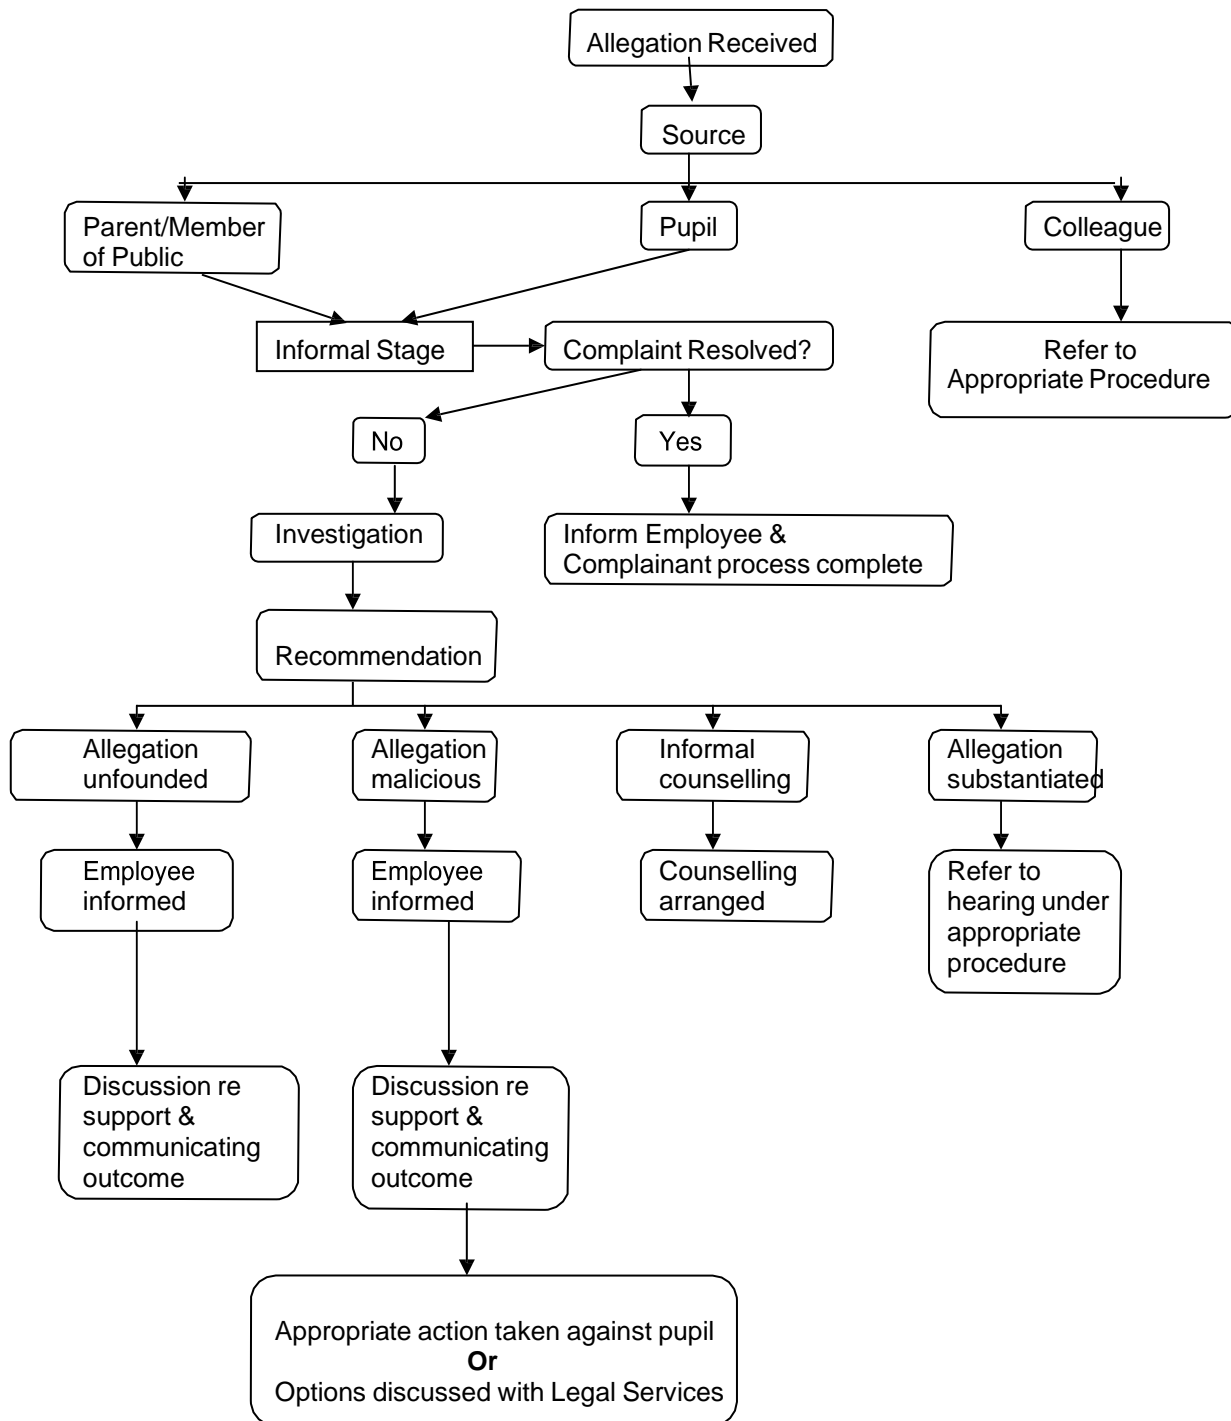 Allegation Received
Source
Parent/Member
of Public
Pupil
Colleague
Informal Stage
Complaint Resolved?
Refer to
Appropriate Procedure
No
Yes
Investigation
Inform Employee &
Complainant process complete
Recommendation
Allegation
unfounded
Allegation
malicious
Informal
counselling
Allegation
substantiated
Employee
informed
Employee
informed
Counselling
arranged
Refer to
hearing under
appropriate
procedure
Discussion re
support &
communicating
outcome
Discussion re
support &
communicating
outcome
Appropriate action taken against pupil
Or
Options discussed with Legal Services